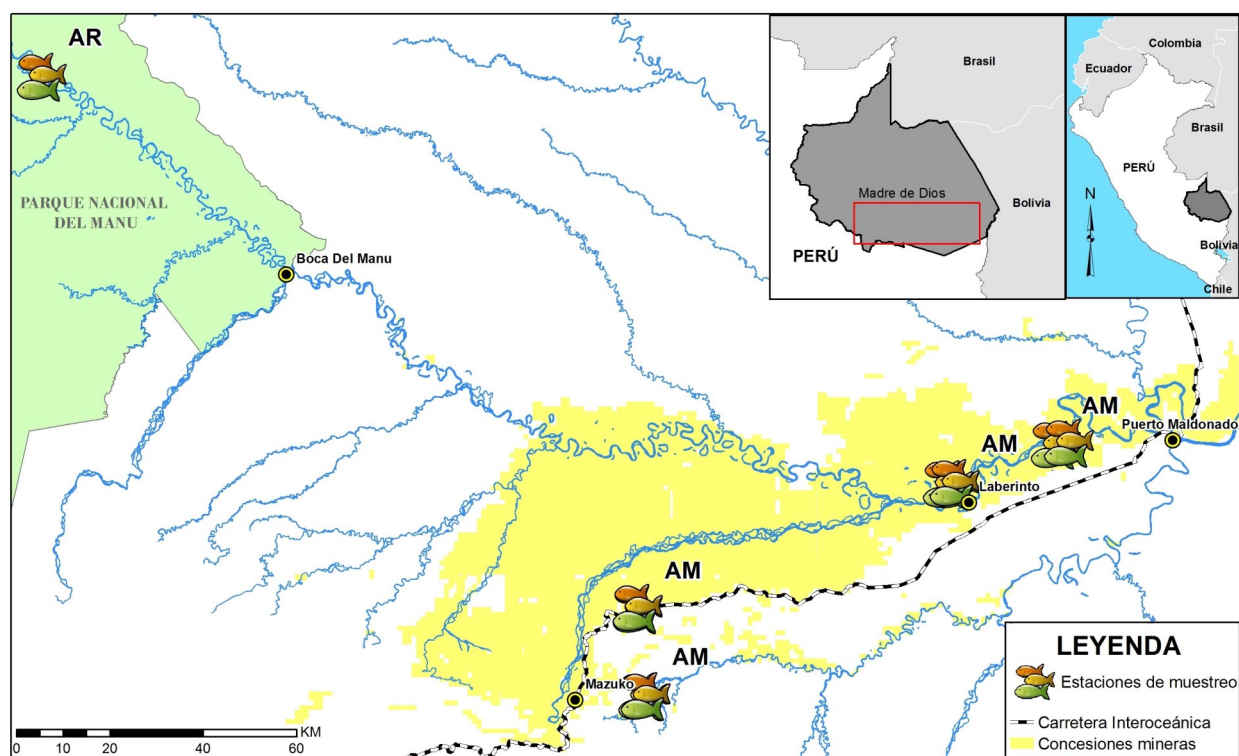 AR
PARQUE NACIONAL
DEL MANU
Boca Del Manu
Brasil
Madre de Dios
Bolivia
PERÚ
Colombia
Ecuador
Brasil
PERÚ
N
Bolivia
Chile
AM
Puerto Maldonado
AM
Laberinto
AM
AM
Mazuko
0 10 20 40 60
KM
LEYENDA
Estaciones de muestreo
Carretera Interoceánica
Concesiones mineras